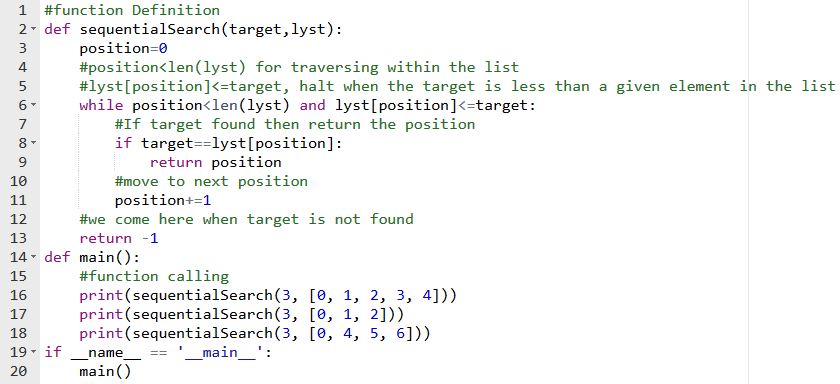 1 #function Definition
2 def sequentialSearch(target,lyst):
3     position=0
4     #position<len(lyst) for traversing within the list
5     #lyst[position]<=target, halt when the target is less than a given element in the list
6     while position<len(lyst) and lyst[position]<=target:
7         #If target found then return the position
8         if target==lyst[position]:
9             return position
10         #move to next position
11         position+=1
12     #we come here when target is not found
13     return -1
14 def main():
15     #function calling
16     print(sequentialSearch(3, [0, 1, 2, 3, 4]))
17     print(sequentialSearch(3, [0, 1, 2]))
18     print(sequentialSearch(3, [0, 4, 5, 6]))
19 if __name__ == '__main__':
20     main()